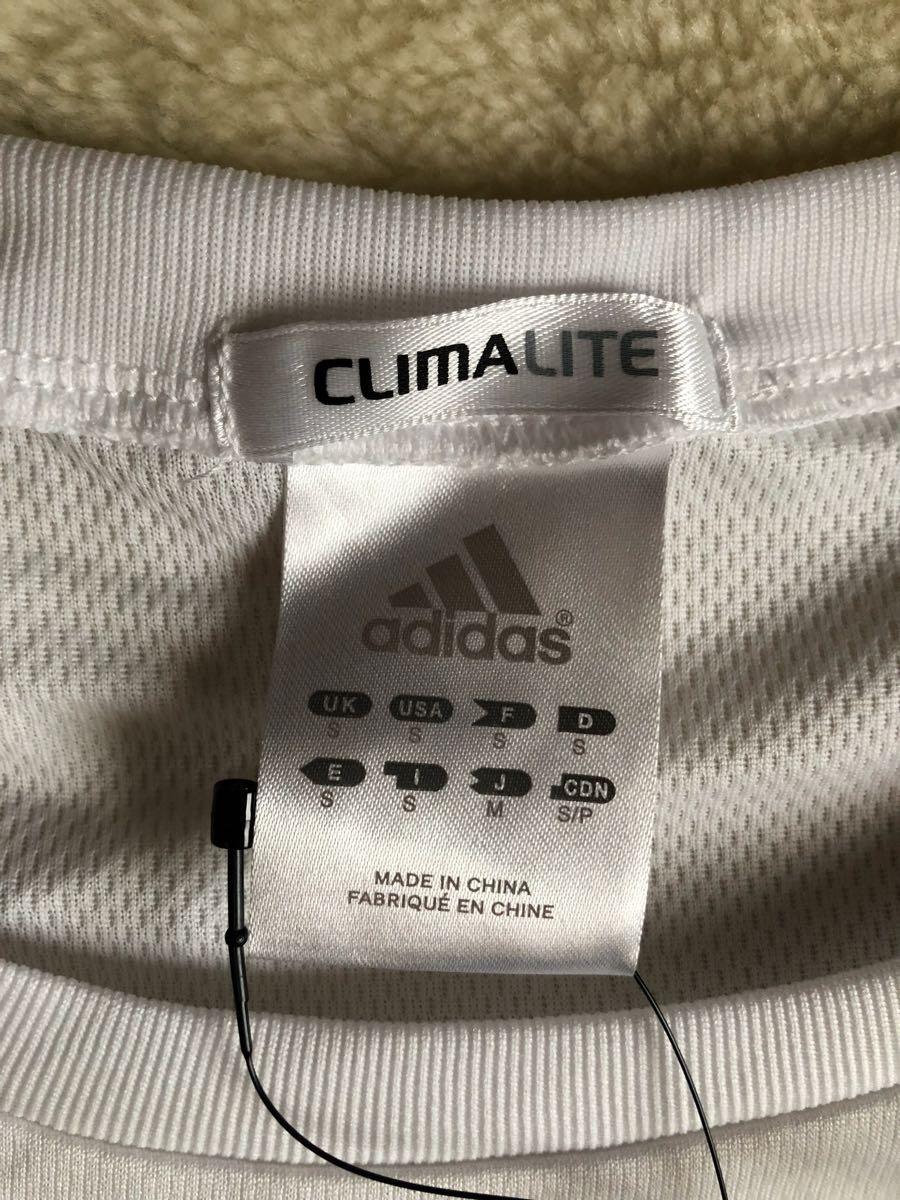 CLIMALITE
adidas®
UK USA F D
S S S S
E I J CDN
S S M S/P
MADE IN CHINA
FABRIQUÉ EN CHINE